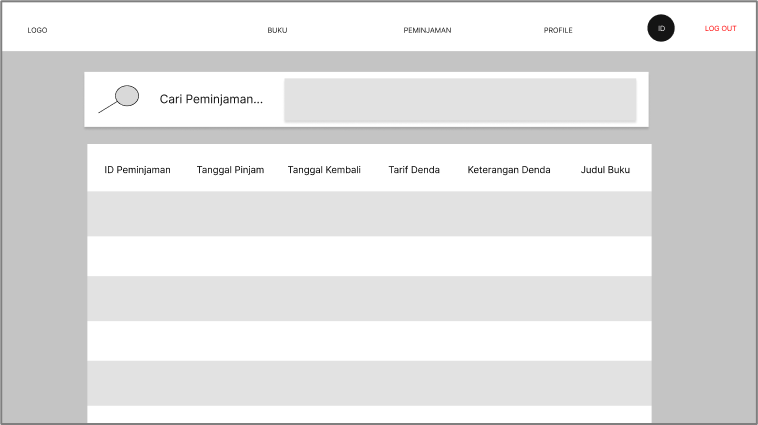 LOGO BUKU PEMINJAMAN PROFILE ID LOG OUT
Cari Peminjaman...
ID Peminjaman Tanggal Pinjam Tanggal Kembali Tarif Denda Keterangan Denda Judul Buku